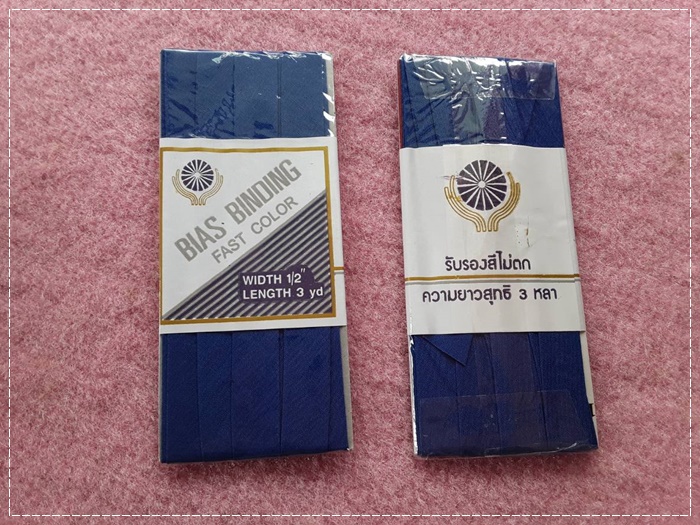 BIAS BINDING
FAST COLOR
WIDTH 1/2"
LENGTH 3 yd
รับรองสีไม่ตก
ความยาวสุทธิ 3 หลา